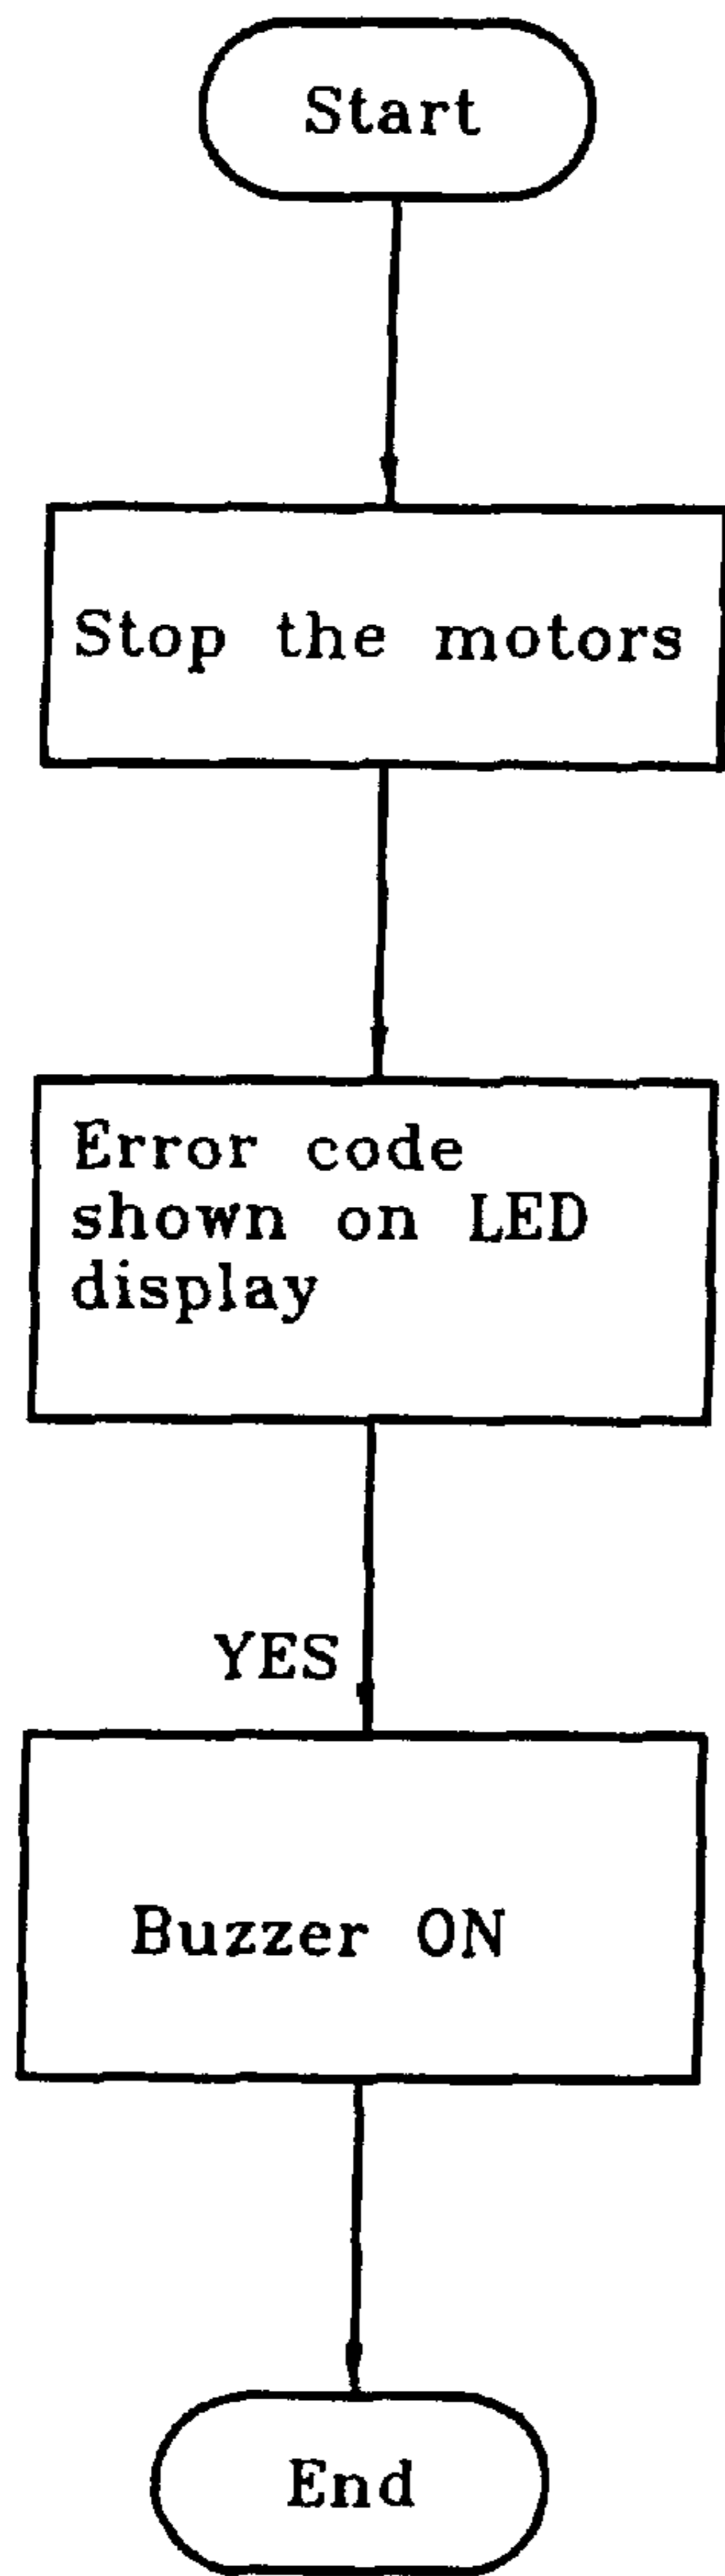 Start
Stop the motors
Error code
shown on LED
display
YES
Buzzer ON
End